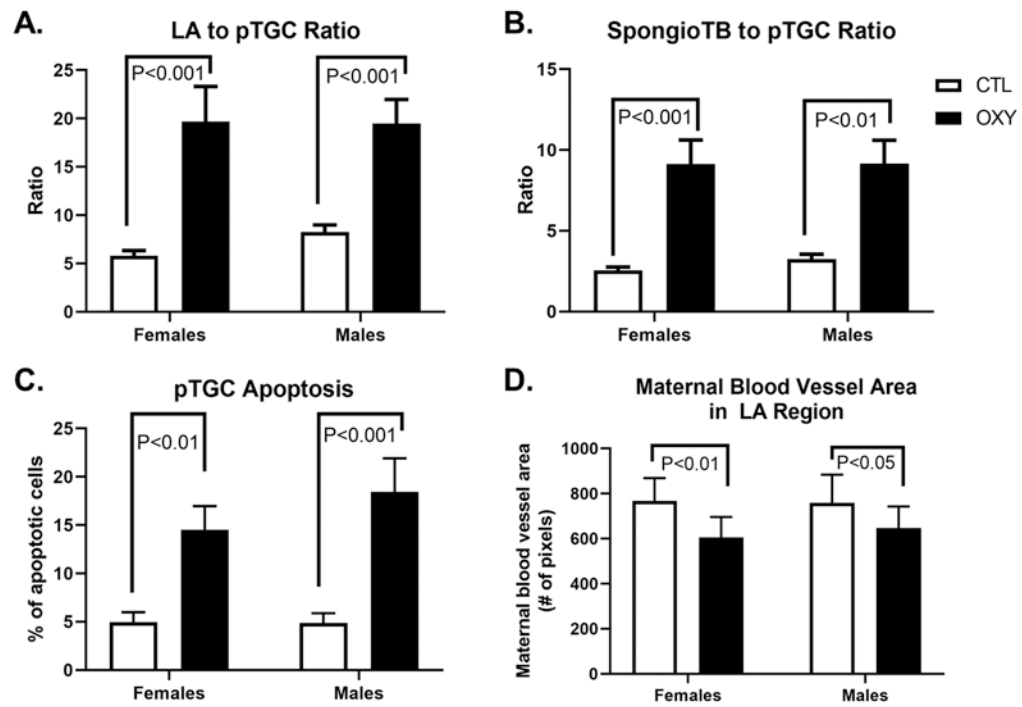 A.
LA to pTGC Ratio
P<0.001
P<0.001
25
20
15
10
5
0
Ratio
Females
Males
B.
SpongioTB to pTGC Ratio
P<0.001
P<0.01
15
10
5
0
Ratio
Females
Males
CTL
OXY
C.
pTGC Apoptosis
P<0.01
P<0.001
25
20
15
10
5
0
% of apoptotic cells
Females
Males
D.
Maternal Blood Vessel Area
in LA Region
P<0.01
P<0.05
1000
800
600
400
200
0
Maternal blood vessel area
(# of pixels)
Females
Males